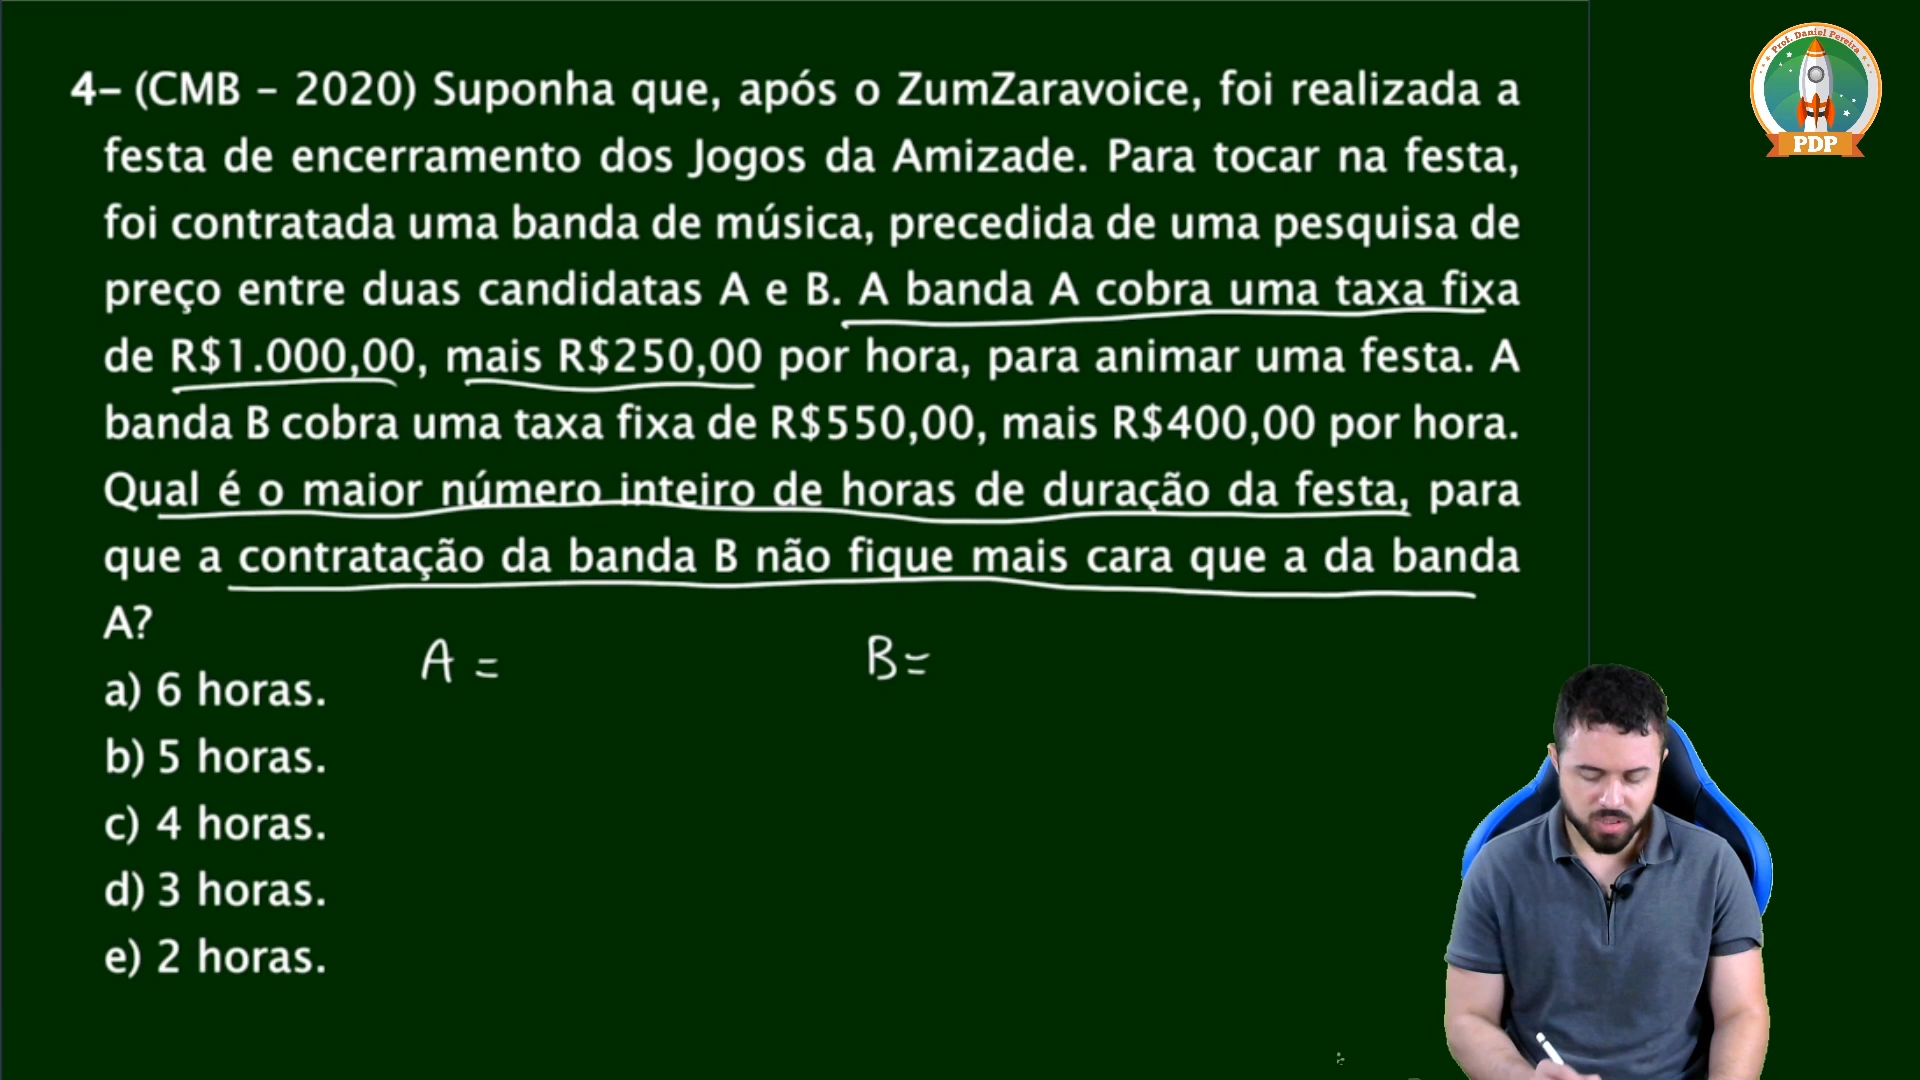 4– (CMB – 2020) Suponha que, após o ZumZaravoice, foi realizada a
festa de encerramento dos Jogos da Amizade. Para tocar na festa,
foi contratada uma banda de música, precedida de uma pesquisa de
preço entre duas candidatas A e B. A banda A cobra uma taxa fixa
de R$1.000,00, mais R$250,00 por hora, para animar uma festa. A
banda B cobra uma taxa fixa de R$550,00, mais R$400,00 por hora.
Qual é o maior número inteiro de horas de duração da festa, para
que a contratação da banda B não fique mais cara que a da banda
A?
A = B=
a) 6 horas.
b) 5 horas.
c) 4 horas.
d) 3 horas.
e) 2 horas.
Prof. Daniel Pereira
PDP